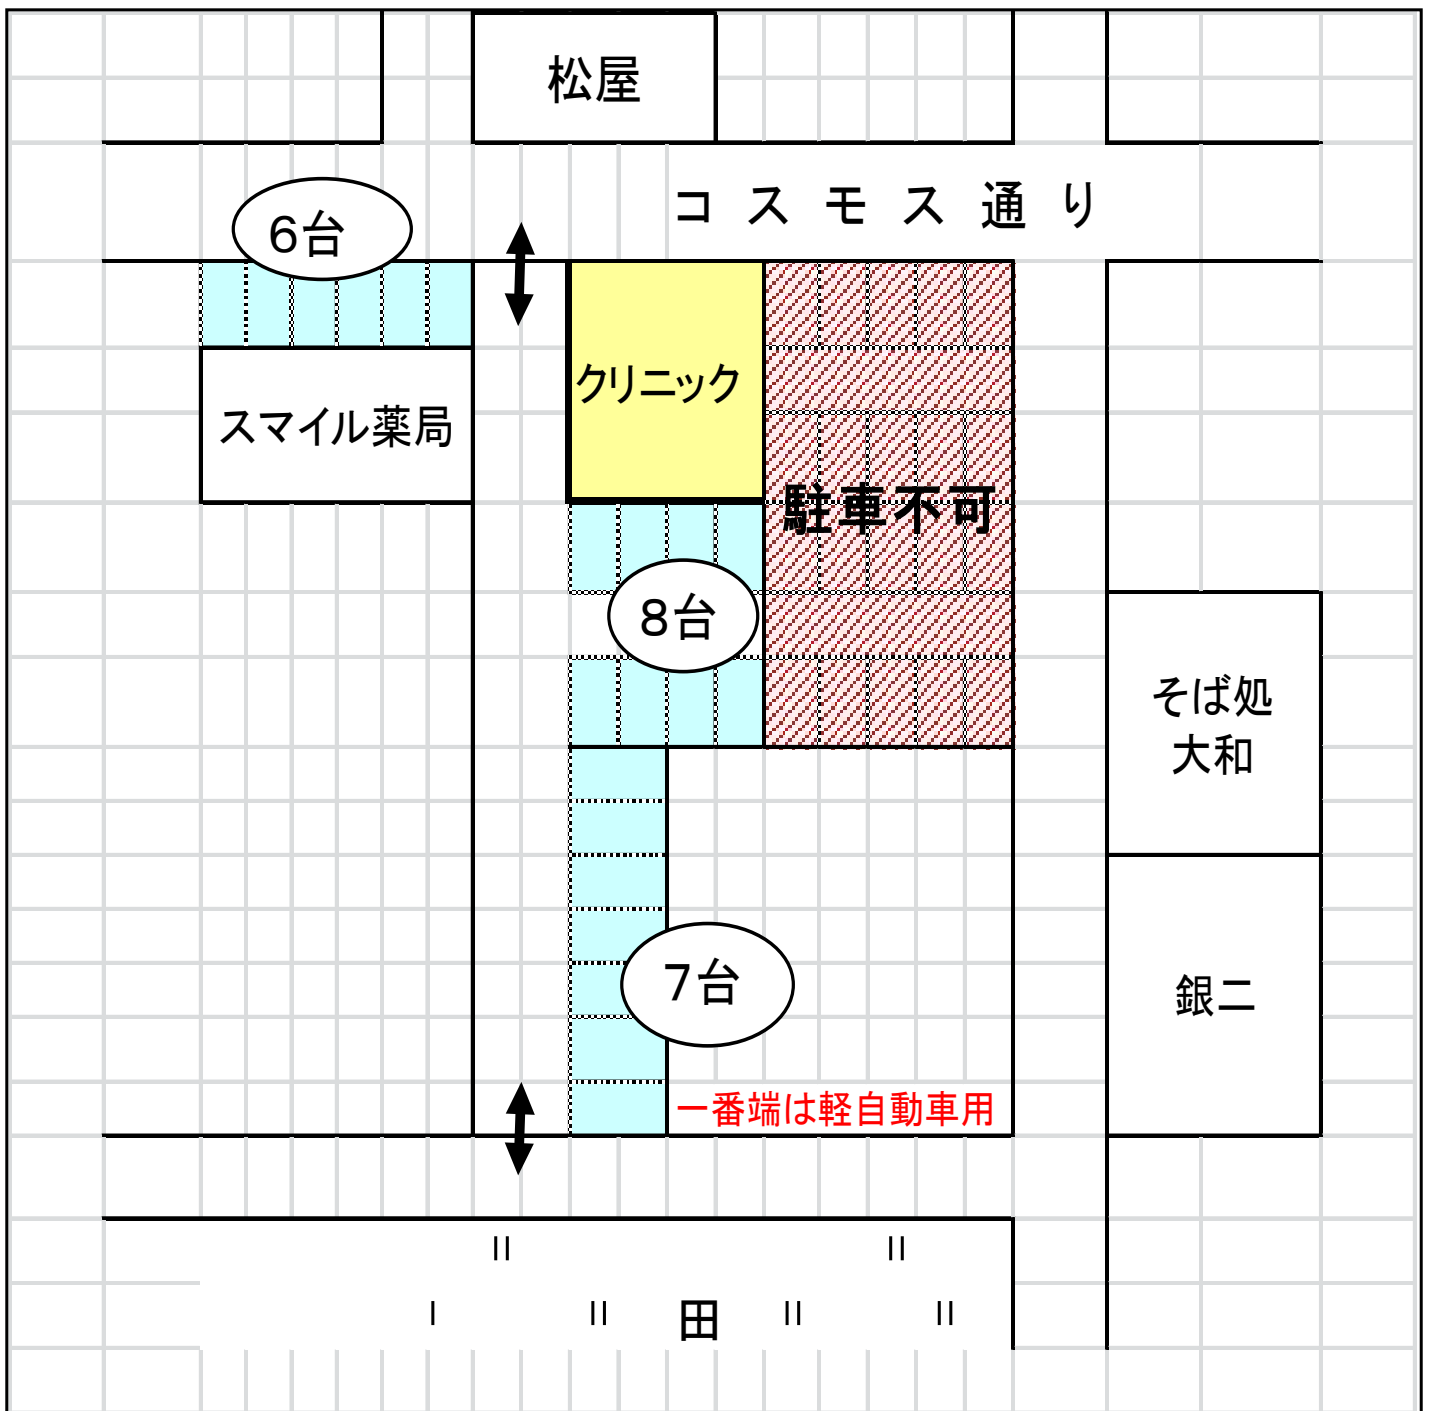 松屋
コスモス通り
6台
クリニック
スマイル薬局
駐車不可
8台
そば処
大和
7台
銀二
一番端は軽自動車用
〃 〃
〃 田 〃 〃